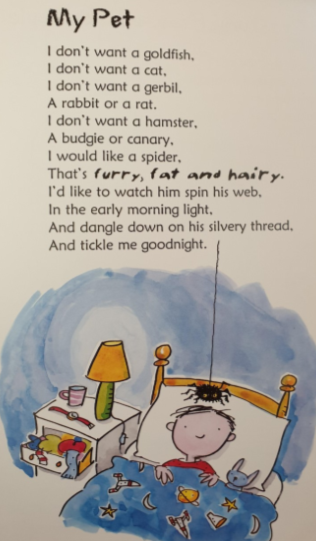 My Pet
I don't want a goldfish,
I don't want a cat,
I don't want a gerbil,
A rabbit or a rat.
I don't want a hamster,
A budgie or canary,
I would like a spider,
That's furry, fat and hairy.
I'd like to watch him spin his web,
In the early morning light,
And dangle down on his silvery thread,
And tickle me goodnight.